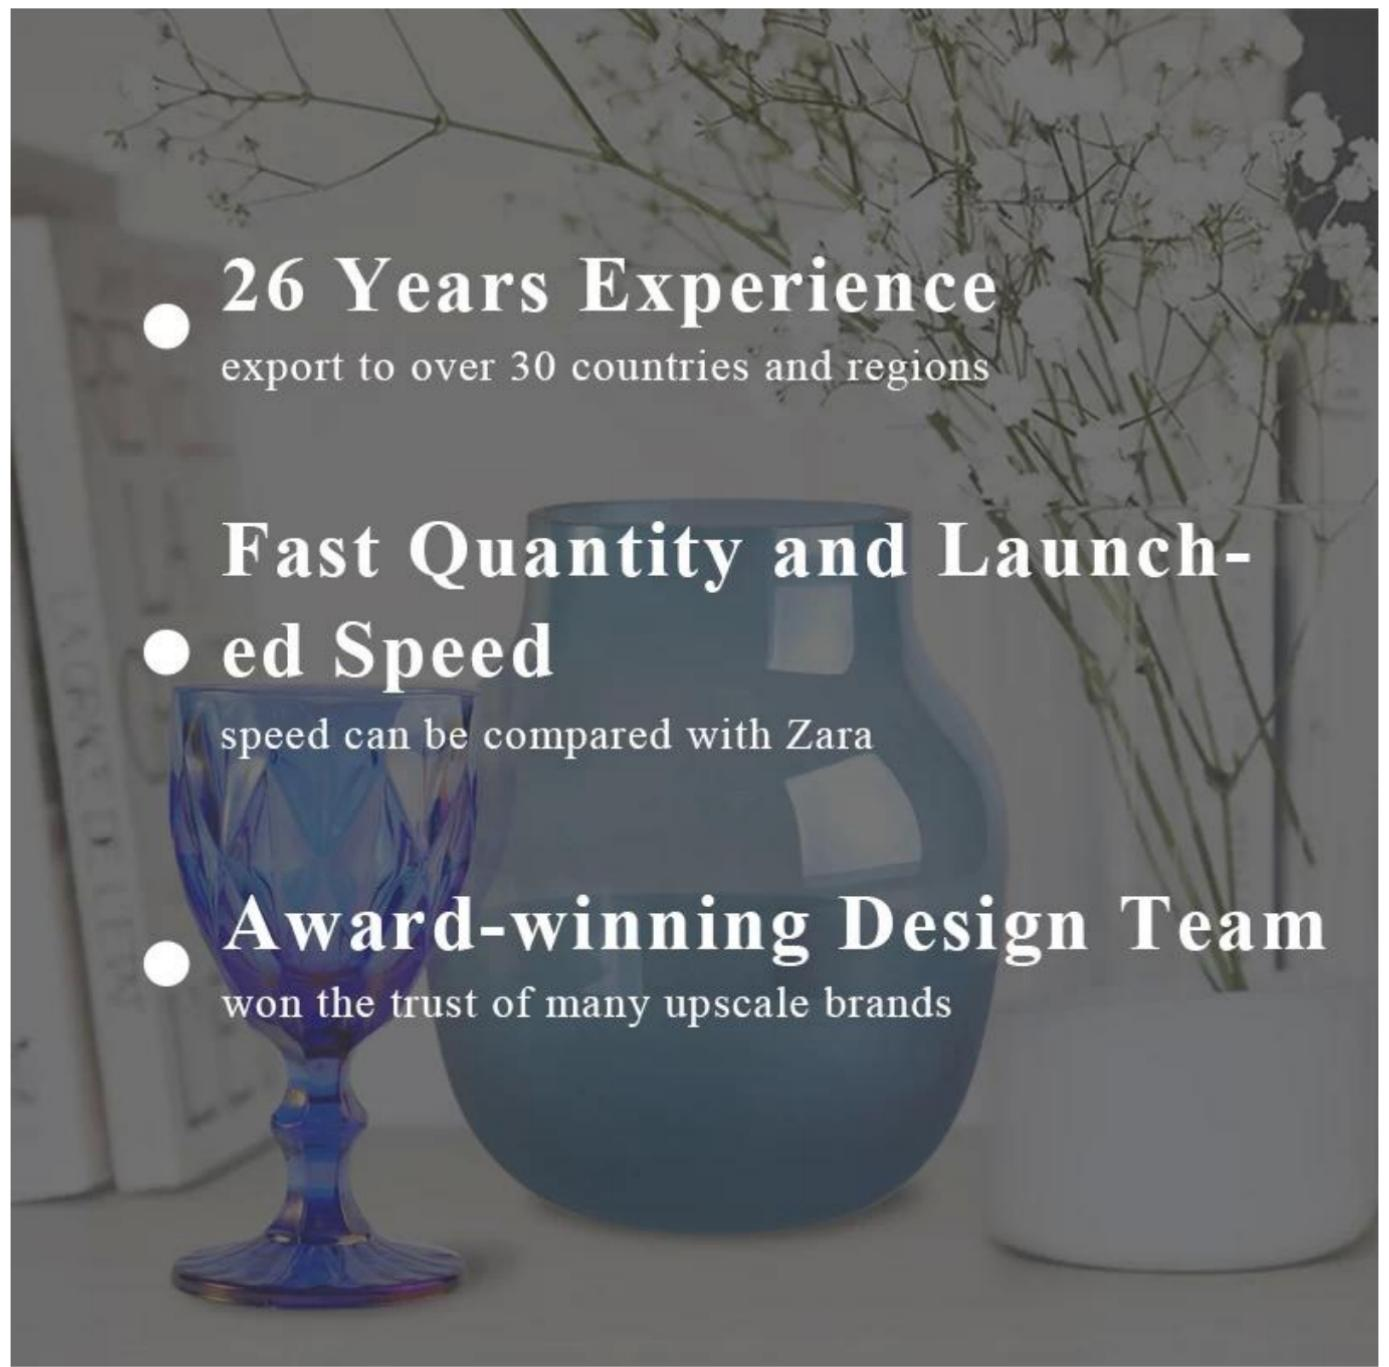 26 Years Experience
export to over 30 countries and regions
Fast Quantity and Launch-
ed Speed
speed can be compared with Zara
Award-winning Design Team
won the trust of many upscale brands